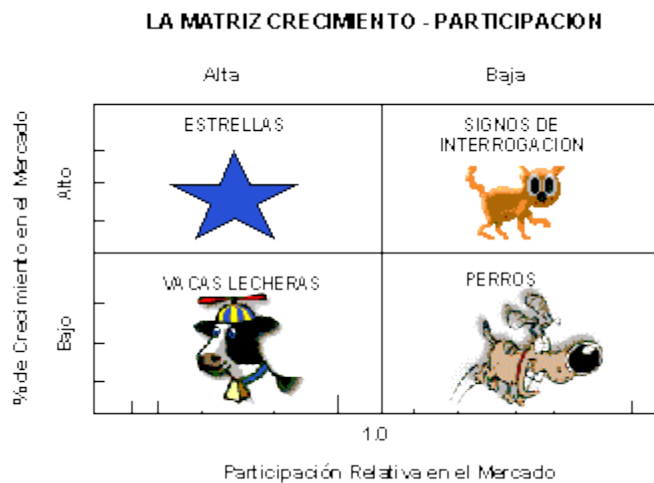 LA MATRIZ CRECIMIENTO - PARTICIPACION
Alta
Baja
ESTRELLAS
SIGNOS DE
INTERROGACION
Alto
% de Crecimiento en el Mercado
VACAS LECHERAS
PERROS
Bajo
1.0
Participación Relativa en el Mercado